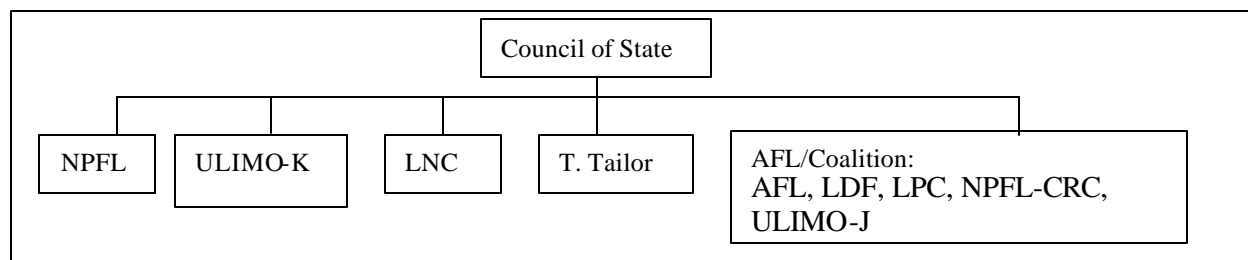 Council of State
NPFL
ULIMO-K
LNC
T. Tailor
AFL/Coalition:
AFL, LDF, LPC, NPFL-CRC,
ULIMO-J